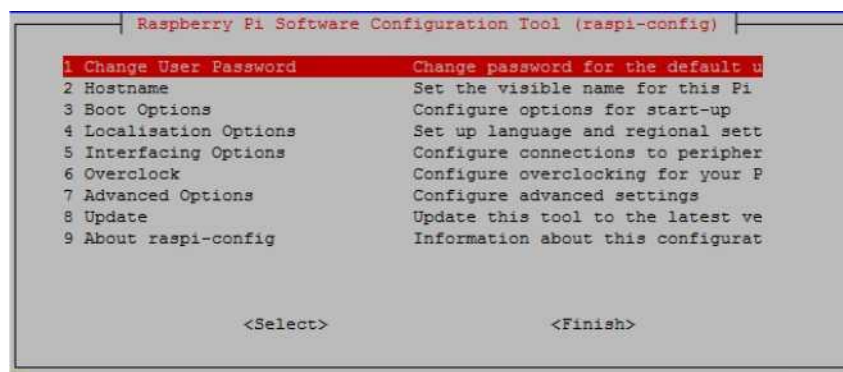 Raspberry Pi Software Configuration Tool (raspi-config)
1 Change User Password Change password for the default u
2 Hostname Set the visible name for this Pi
3 Boot Options Configure options for start-up
4 Localisation Options Set up language and regional sett
5 Interfacing Options Configure connections to peripher
6 Overclock Configure overclocking for your P
7 Advanced Options Configure advanced settings
8 Update Update this tool to the latest ve
9 About raspi-config Information about this configurat
<Select> <Finish>